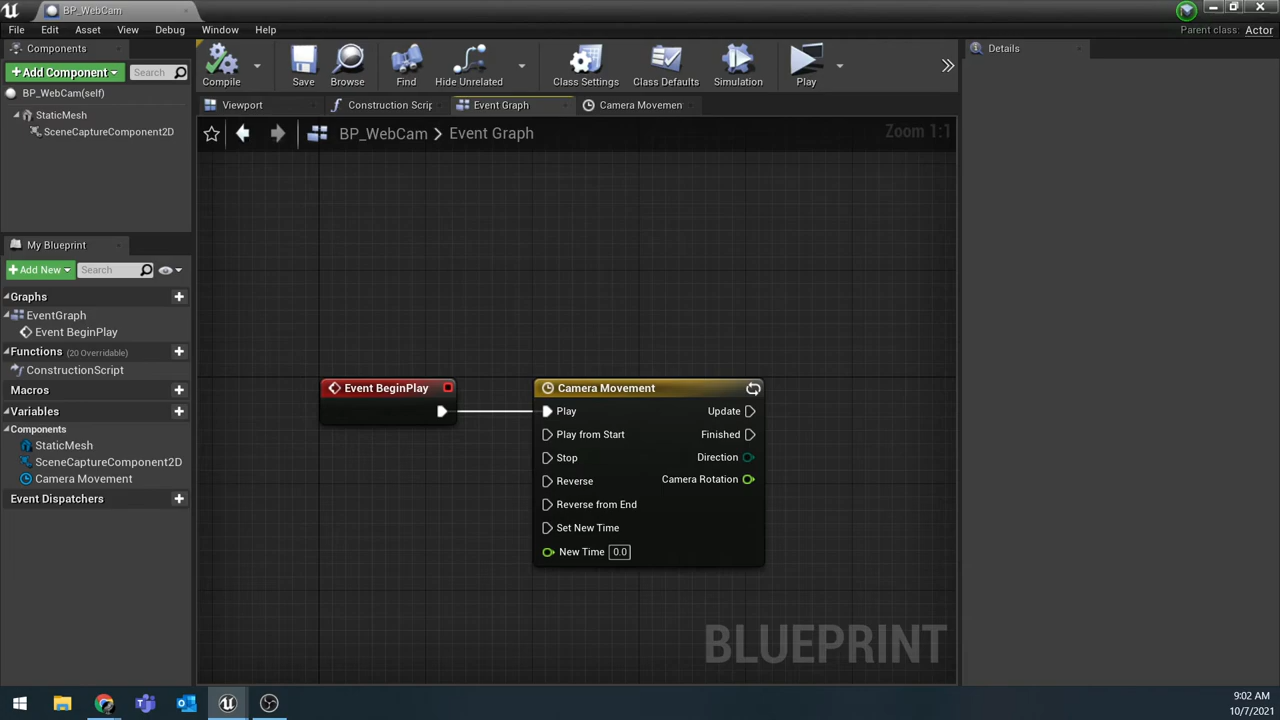 BP_WebCam
File Edit Asset View Debug Window Help
Parent class: Actor
Components
Add Component
Search
BP_WebCam(self)
StaticMesh
SceneCaptureComponent2D
Compile
Save
Browse
Find
Hide Unrelated
Class Settings
Class Defaults
Simulation
Play
Details
Viewport
Construction Scrip
Event Graph
Camera Movemen
BP_WebCam > Event Graph
Zoom 1:1
My Blueprint
+Add New
Search
Graphs
EventGraph
Event BeginPlay
Functions (20 Overridable)
ConstructionScript
Macros
Variables
Components
StaticMesh
SceneCaptureComponent2D
Camera Movement
Event Dispatchers
Event BeginPlay
Camera Movement
Play Update
Play from Start Finished
Stop Direction
Reverse Camera Rotation
Reverse from End
Set New Time
New Time 0.0
BLUEPRINT
9:02 AM
10/7/2021